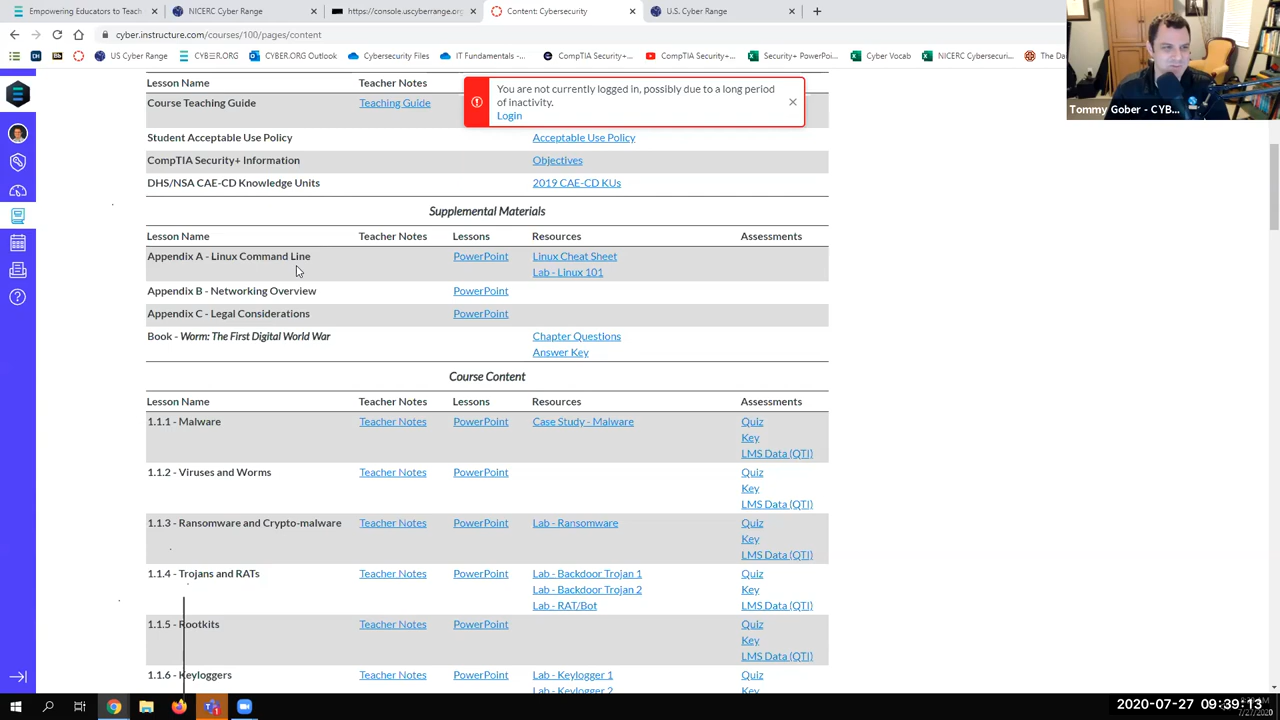 Empowering Educators to Teach
NICERC Cyber Range
https://console.uscyberrange.org
Content: Cybersecurity
U.S. Cyber Range
cyber.instructure.com/courses/100/pages/content
US Cyber Range
CYB≡R.ORG
CYBER.ORG Outlook
Cybersecurity Files
IT Fundamentals -...
CompTIA Security+...
CompTIA Security+...
Security+ PowerPoi...
Cyber Vocab
NICERC Cybersecuri...
The Da
Tommy Gober - CYB...
You are not currently logged in, possibly due to a long period
of inactivity.
Login
Lesson Name Teacher Notes
Course Teaching Guide Teaching Guide
Student Acceptable Use Policy Acceptable Use Policy
CompTIA Security+ Information Objectives
DHS/NSA CAE-CD Knowledge Units 2019 CAE-CD KUs
Supplemental Materials
Lesson Name Teacher Notes Lessons Resources Assessments
Appendix A - Linux Command Line PowerPoint Linux Cheat Sheet
Lab - Linux 101
Appendix B - Networking Overview PowerPoint
Appendix C - Legal Considerations PowerPoint
Book - Worm: The First Digital World War Chapter Questions
Answer Key
Course Content
Lesson Name Teacher Notes Lessons Resources Assessments
1.1.1 - Malware Teacher Notes PowerPoint Case Study - Malware Quiz
Key
LMS Data (QTI)
1.1.2 - Viruses and Worms Teacher Notes PowerPoint Quiz
Key
LMS Data (QTI)
1.1.3 - Ransomware and Crypto-malware Teacher Notes PowerPoint Lab - Ransomware Quiz
Key
LMS Data (QTI)
1.1.4 - Trojans and RATs Teacher Notes PowerPoint Lab - Backdoor Trojan 1 Quiz
Lab - Backdoor Trojan 2 Key
Lab - RAT/Bot LMS Data (QTI)
1.1.5 - Rootkits Teacher Notes PowerPoint Quiz
Key
LMS Data (QTI)
1.1.6 - Keyloggers Teacher Notes PowerPoint Lab - Keylogger 1 Quiz
Lab - Keylogger 2 Key
2020-07-27 09:39:13